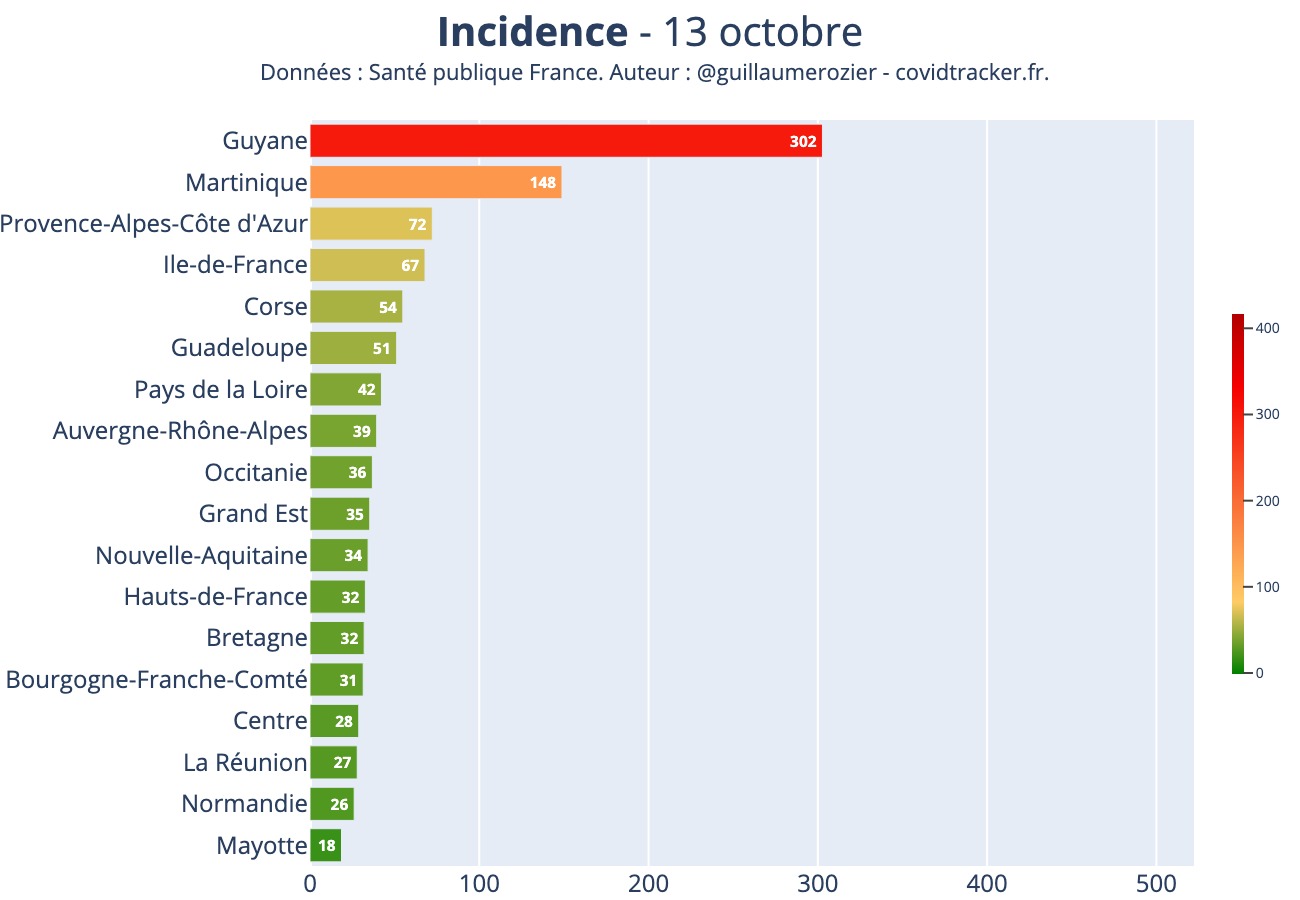 Incidence - 13 octobre
Données : Santé publique France. Auteur : @guillaumerozier - covidtracker.fr.
Guyane 302
Martinique 148
Provence-Alpes-Côte d'Azur 72
Ile-de-France 67
Corse 54
Guadeloupe 51
Pays de la Loire 42
Auvergne-Rhône-Alpes 39
Occitanie 36
Grand Est 35
Nouvelle-Aquitaine 34
Hauts-de-France 32
Bretagne 32
Bourgogne-Franche-Comté 31
Centre 28
La Réunion 27
Normandie 26
Mayotte 18
0 100 200 300 400 500
400
300
200
100
0